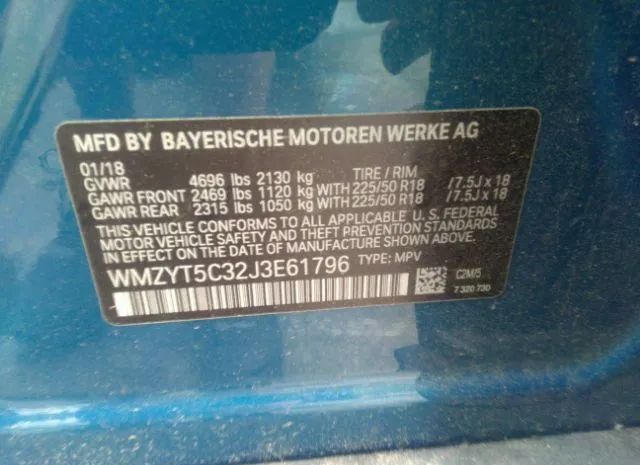 MFD BY BAYERISCHE MOTOREN WERKE AG
01/18 TIRE / RIM
GVWR 4696 lbs 2130 kg
GAWR FRONT 2469 lbs 1120 kg WITH 225/50 R18 /7.5J x 18
GAWR REAR 2315 lbs 1050 kg WITH 225/50 R18 /7.5J x 18
THIS VEHICLE CONFORMS TO ALL APPLICABLE U. S. FEDERAL
MOTOR VEHICLE SAFETY AND THEFT PREVENTION STANDARDS
IN EFFECT ON THE DATE OF MANUFACTURE SHOWN ABOVE.
WMZYT5C32J3E61796 TYPE: MPV
C2M/5
7 320 730